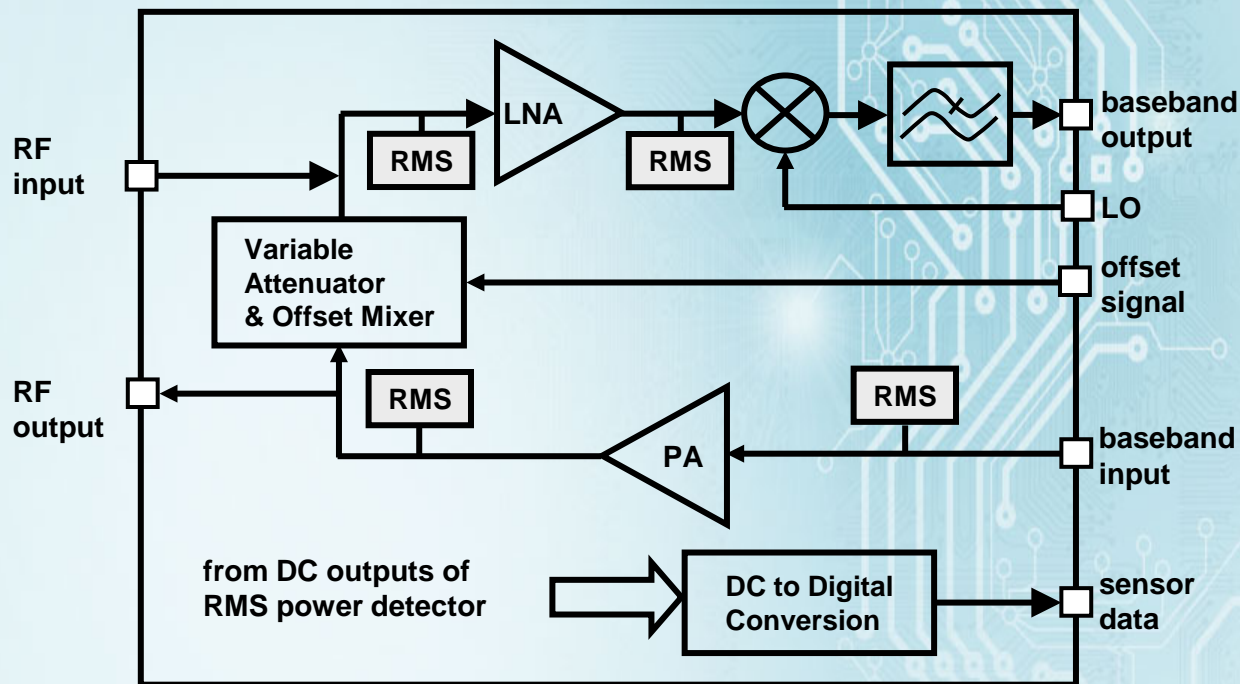 LNA
baseband
output
RF
input
RMS
RMS
LO
Variable
Attenuator
& Offset Mixer
offset
signal
RF
output
RMS
RMS
PA
baseband
input
from DC outputs of
RMS power detector
DC to Digital
Conversion
sensor
data